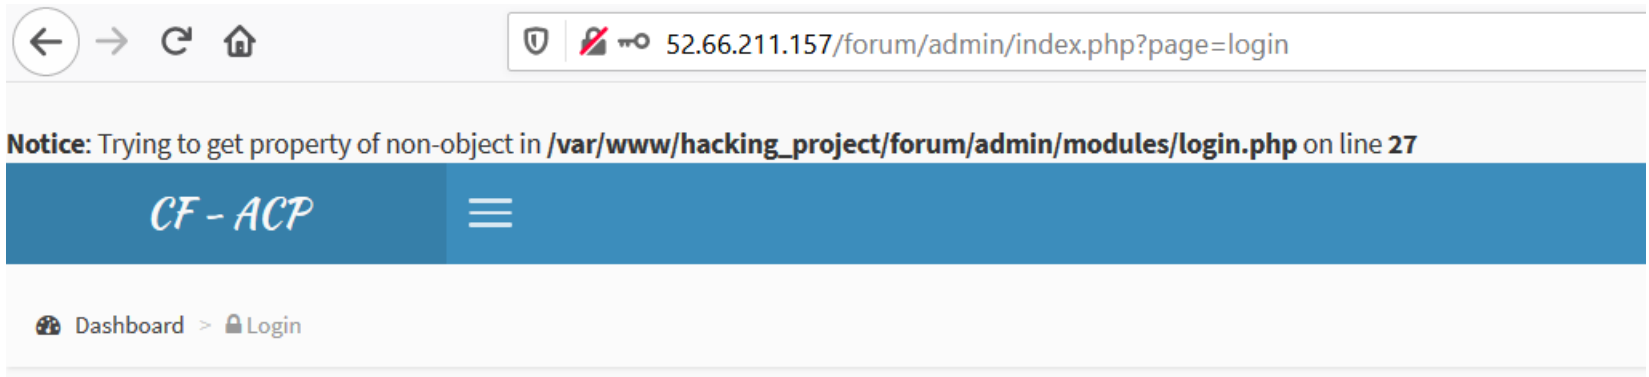 52.66.211.157/forum/admin/index.php?page=login
Notice: Trying to get property of non-object in /var/www/hacking_project/forum/admin/modules/login.php on line 27
CF - ACP
Dashboard > Login